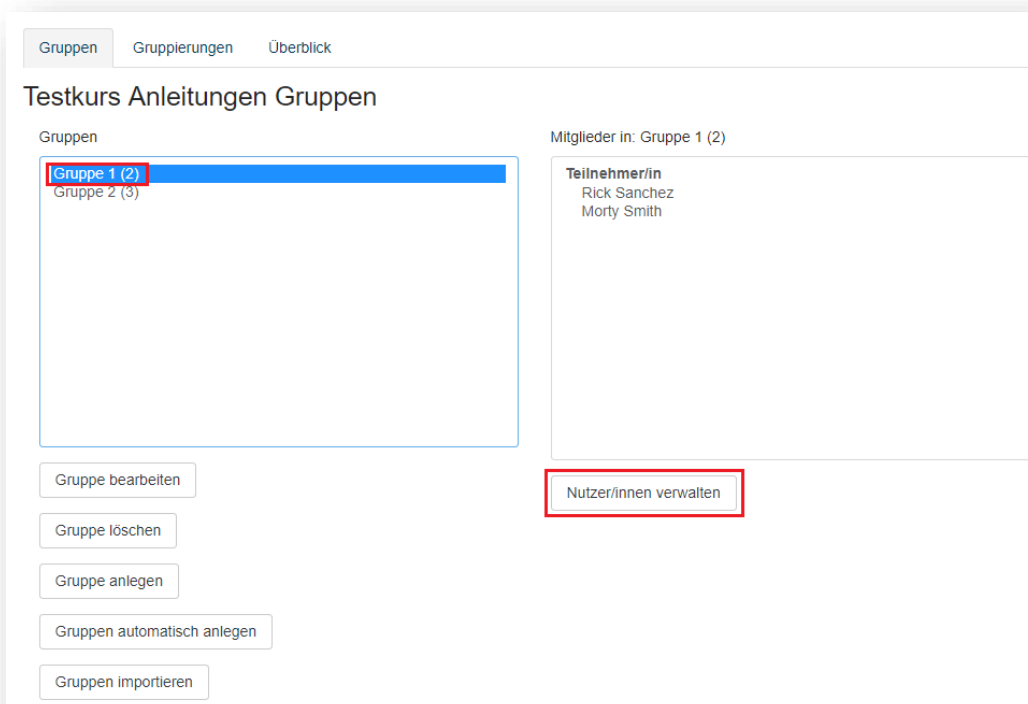 Gruppen Gruppierungen Überblick
Testkurs Anleitungen Gruppen
Gruppen
Gruppe 1 (2)
Gruppe 2 (3)
Mitglieder in: Gruppe 1 (2)
Teilnehmer/in
Rick Sanchez
Morty Smith
Gruppe bearbeiten
Gruppe löschen
Gruppe anlegen
Gruppen automatisch anlegen
Gruppen importieren
Nutzer/innen verwalten